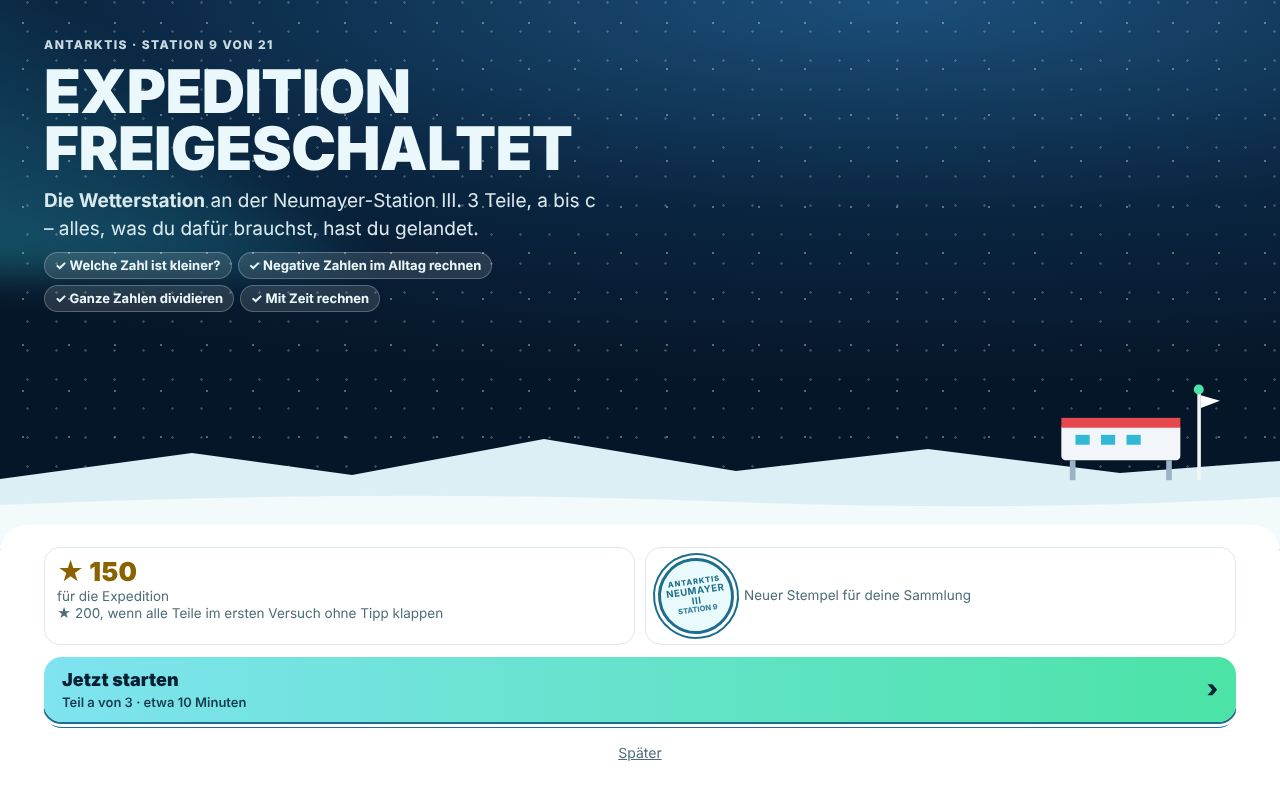 ANTARKTIS · STATION 9 VON 21
EXPEDITION
FREIGESCHALTET
Die Wetterstation an der Neumayer-Station III. 3 Teile, a bis c
– alles, was du dafür brauchst, hast du gelandet.
✓ Welche Zahl ist kleiner? ✓ Negative Zahlen im Alltag rechnen
✓ Ganze Zahlen dividieren ✓ Mit Zeit rechnen
★ 150
für die Expedition
★ 200, wenn alle Teile im ersten Versuch ohne Tipp klappen
ANTARKTIS
NEUMAYER
III
STATION 9
Neuer Stempel für deine Sammlung
Jetzt starten
Teil a von 3 · etwa 10 Minuten
›
Später